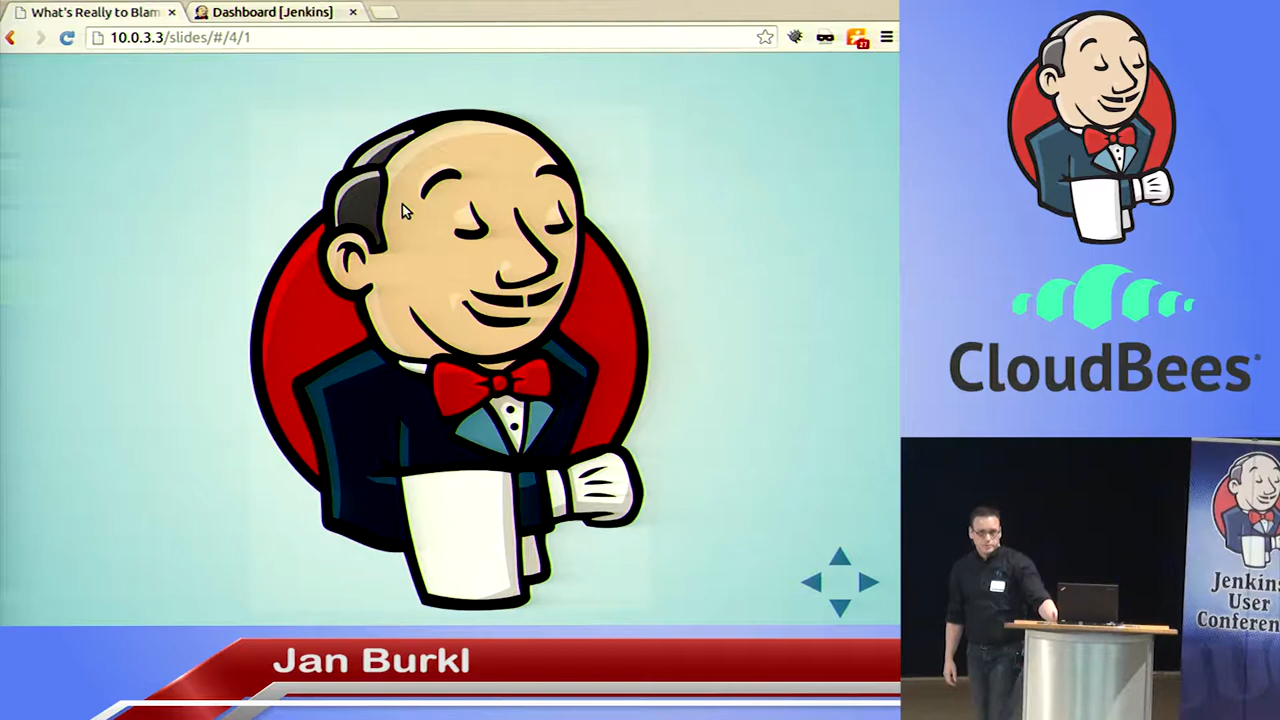 What's Really to Blam
Dashboard [Jenkins]
10.0.3.3/slides/#/4/1
27
CloudBees
Jan Burkl
Jenkins
User
Conferen